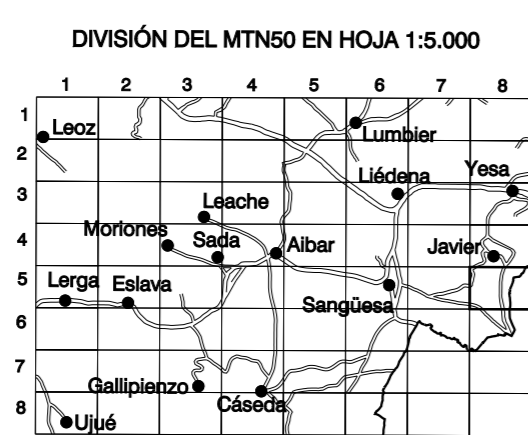 DIVISIÓN DEL MTN50 EN HOJA 1:5.000
1 2 3 4 5 6 7 8
1
Leoz
Lumbier
2
Liédena
Yesa
3
Leache
Moriones
Sada
Aibar
Javier
4
Lerga
Eslava
5
Sangüesa
6
7
Gallipienzo
Cáseda
8
Ujué